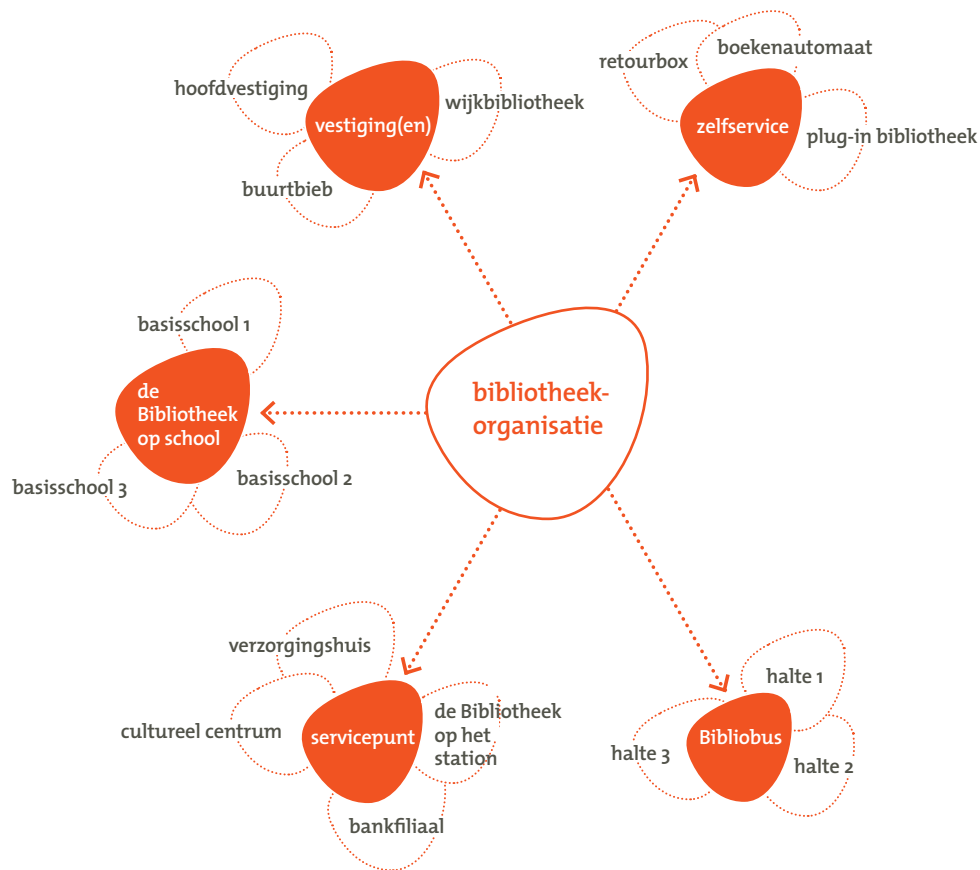 hoofdvestiging
vestiging(en)
wijkbibliotheek
buurtbieb
retourbox
boekenautomaat
zelfservice
plug-in bibliotheek
basisschool 1
de
Bibliotheek
op school
basisschool 3
basisschool 2
bibliotheek-
organisatie
verzorgingshuis
cultureel centrum
servicepunt
de Bibliotheek
op het
station
bankfiliaal
halte 1
Bibliobus
halte 3
halte 2